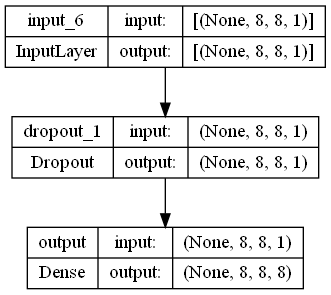 input_6 input: [(None, 8, 8, 1)]
InputLayer output: [(None, 8, 8, 1)]
dropout_1 input: (None, 8, 8, 1)
Dropout output: (None, 8, 8, 1)
output input: (None, 8, 8, 1)
Dense output: (None, 8, 8, 8)